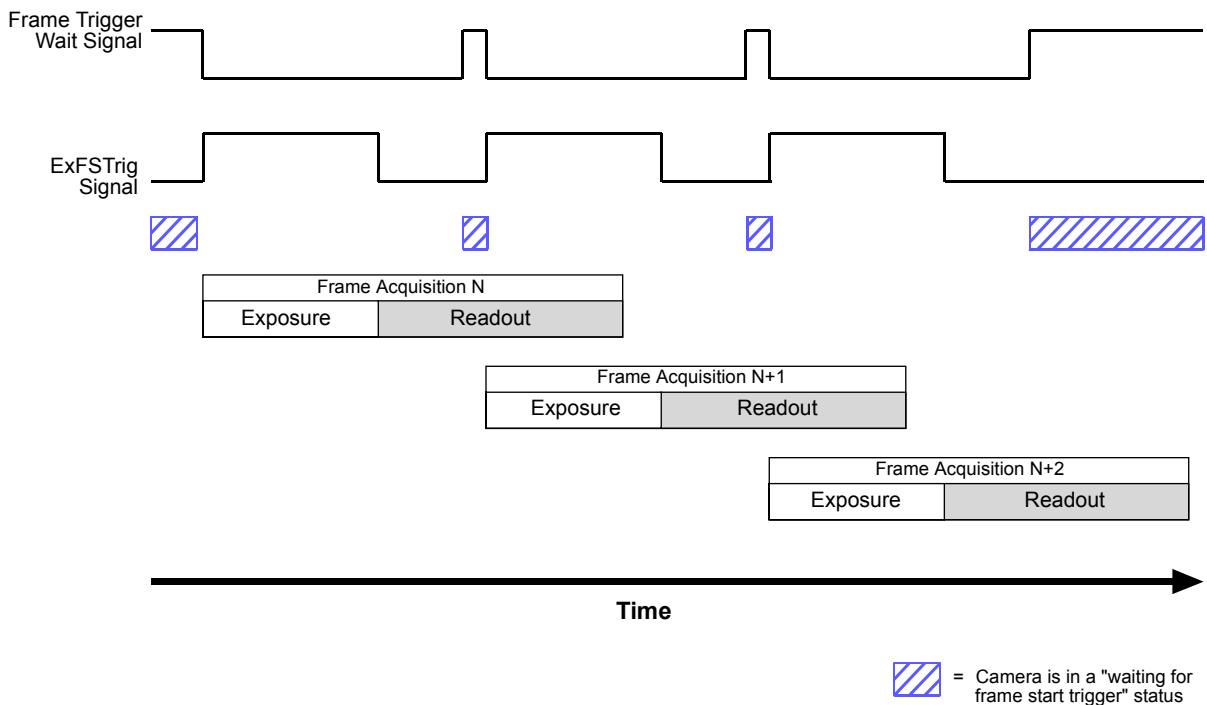 Frame Trigger
Wait Signal
ExFSTrig
Signal
Frame Acquisition N
Exposure
Readout
Frame Acquisition N+1
Exposure
Readout
Frame Acquisition N+2
Exposure
Readout
Time
= Camera is in a "waiting for
frame start trigger" status